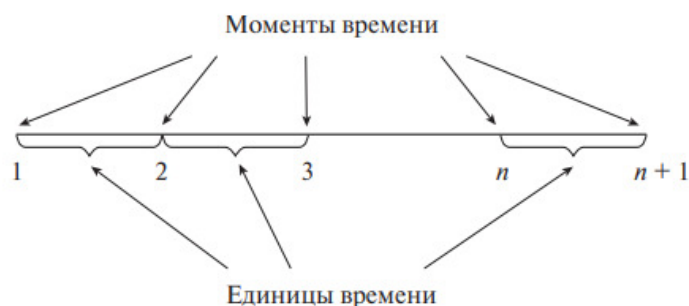 Моменты времени
1 2 3 n n + 1
Единицы времени